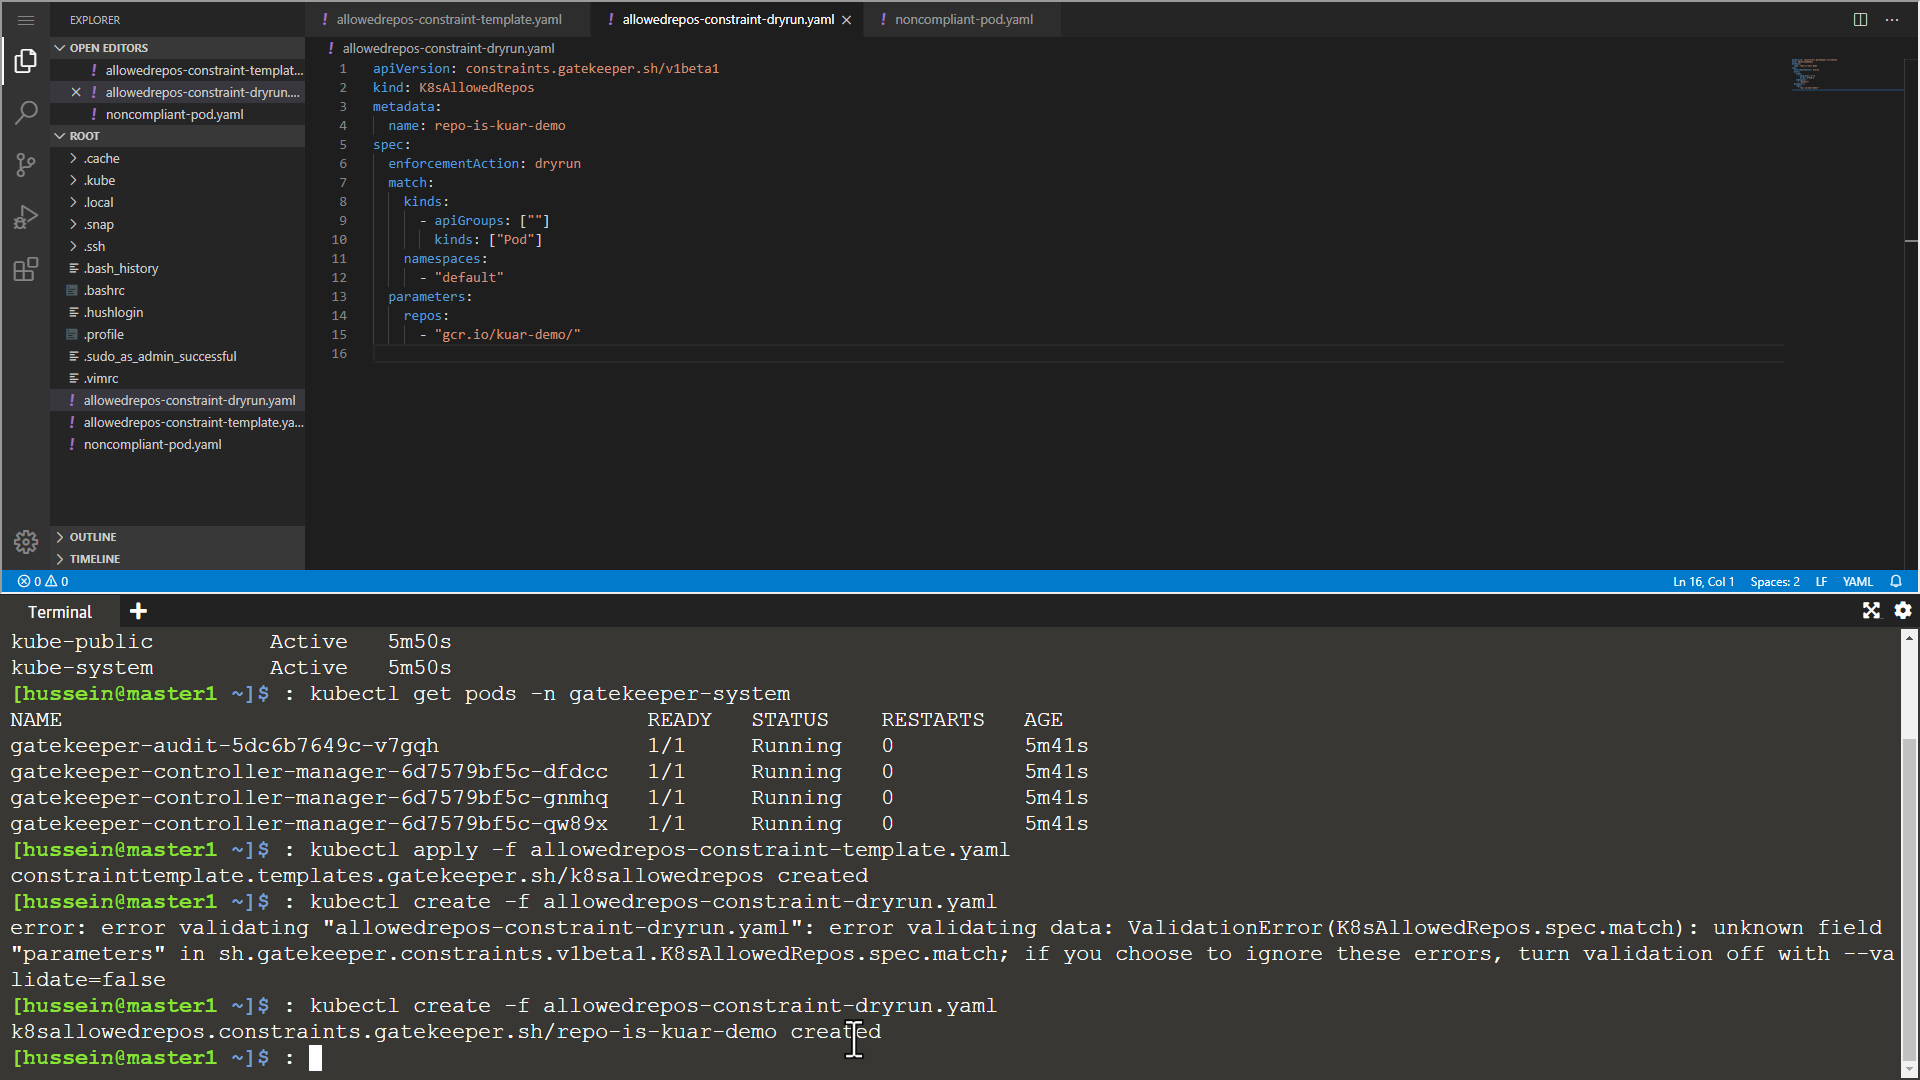 EXPLORER
OPEN EDITORS
allowedrepos-constraint-templat...
allowedrepos-constraint-dryrun....
noncompliant-pod.yaml
ROOT
.cache
.kube
.local
.snap
.ssh
.bash_history
.bashrc
.hushlogin
.profile
.sudo_as_admin_successful
.vimrc
allowedrepos-constraint-dryrun.yaml
allowedrepos-constraint-template.ya...
noncompliant-pod.yaml
OUTLINE
TIMELINE
allowedrepos-constraint-template.yaml
allowedrepos-constraint-dryrun.yaml
noncompliant-pod.yaml
allowedrepos-constraint-dryrun.yaml
1 apiVersion: constraints.gatekeeper.sh/v1beta1
2 kind: K8sAllowedRepos
3 metadata:
4 name: repo-is-kuar-demo
5 spec:
6 enforcementAction: dryrun
7 match:
8 kinds:
9 - apiGroups: [""]
10 kinds: ["Pod"]
11 namespaces:
12 - "default"
13 parameters:
14 repos:
15 - "gcr.io/kuar-demo/"
16
0 0
Ln 16, Col 1 Spaces: 2 LF YAML
Terminal
kube-public Active 5m50s
kube-system Active 5m50s
[hussein@master1 ~]$ : kubectl get pods -n gatekeeper-system
NAME READY STATUS RESTARTS AGE
gatekeeper-audit-5dc6b7649c-v7gqh 1/1 Running 0 5m41s
gatekeeper-controller-manager-6d7579bf5c-dfdcc 1/1 Running 0 5m41s
gatekeeper-controller-manager-6d7579bf5c-gnmhq 1/1 Running 0 5m41s
gatekeeper-controller-manager-6d7579bf5c-qw89x 1/1 Running 0 5m41s
[hussein@master1 ~]$ : kubectl apply -f allowedrepos-constraint-template.yaml
constrainttemplate.templates.gatekeeper.sh/k8sallowedrepos created
[hussein@master1 ~]$ : kubectl create -f allowedrepos-constraint-dryrun.yaml
error: error validating "allowedrepos-constraint-dryrun.yaml": error validating data: ValidationError(K8sAllowedRepos.spec.match): unknown field
"parameters" in sh.gatekeeper.constraints.v1beta1.K8sAllowedRepos.spec.match; if you choose to ignore these errors, turn validation off with --va
lidate=false
[hussein@master1 ~]$ : kubectl create -f allowedrepos-constraint-dryrun.yaml
k8sallowedrepos.constraints.gatekeeper.sh/repo-is-kuar-demo created
[hussein@master1 ~]$ :